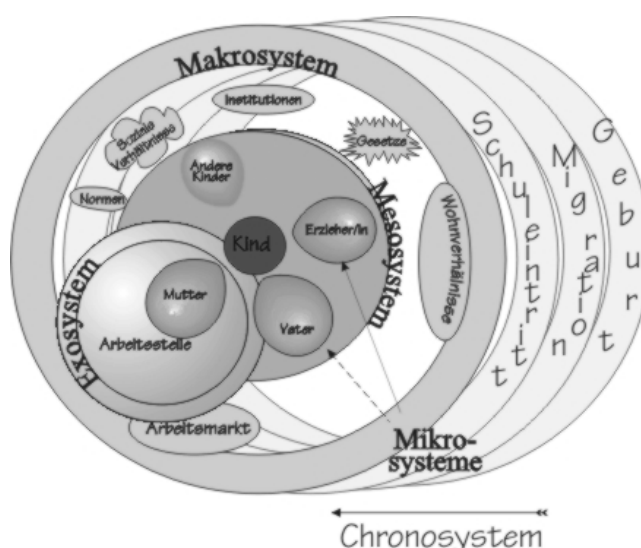 Makrosystem
Institutionen
Soziale
Verhältnisse
Gesetze
Normen
Andere
Kinder
Mesosystem
Kind
Erzieher/in
Wohnverhälnisse
Exosystem
Mutter
Vater
Arbeitsstelle
Arbeitsmarkt
Mikro-
systeme
Schuleintritt
Migration
Geburt
Chronosystem